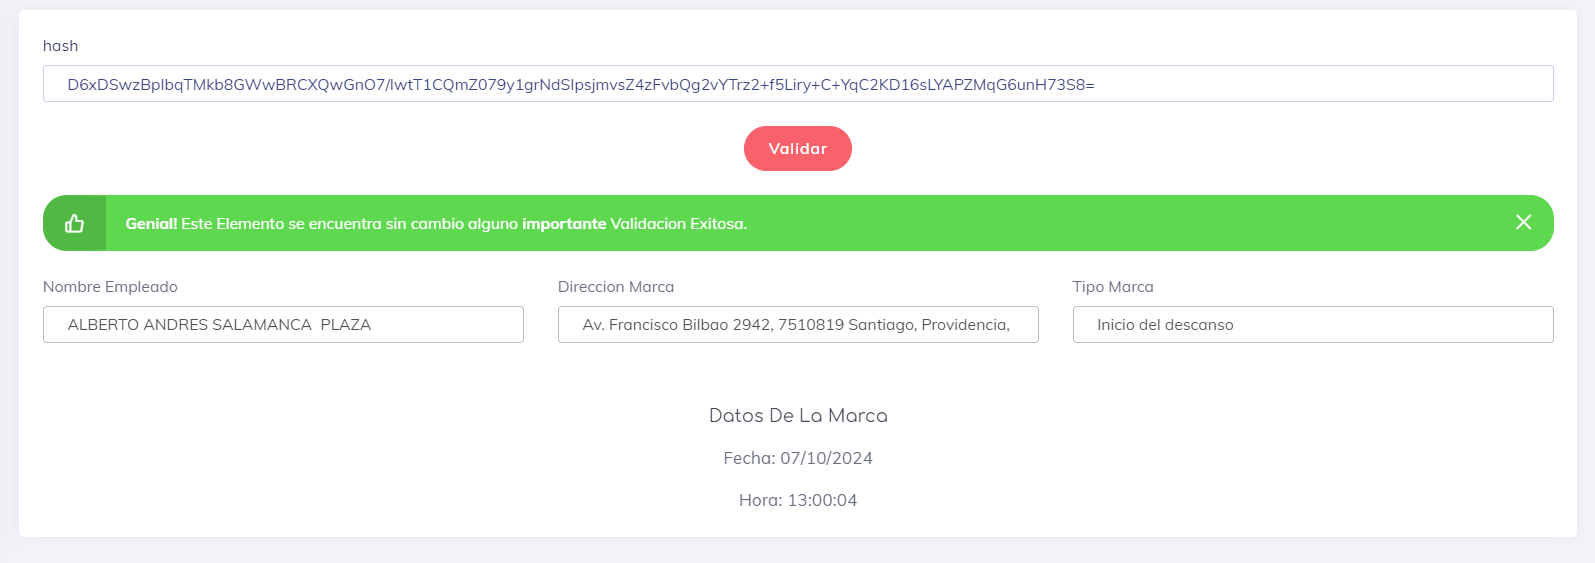 hash
D6xDSwzBpIbqTMkb8GWwBRCXQwGnO7/IwtT1CQmZ079y1grNdSIpsjmvsZ4zFvbQg2vYTrz2+f5Liry+C+YqC2KD16sLYAPZMqG6unH73S8=
Validar
Genial! Este Elemento se encuentra sin cambio alguno importante Validacion Exitosa.
Nombre Empleado
ALBERTO ANDRES SALAMANCA  PLAZA
Direccion Marca
Av. Francisco Bilbao 2942, 7510819 Santiago, Providencia,
Tipo Marca
Inicio del descanso
Datos De La Marca
Fecha: 07/10/2024
Hora: 13:00:04